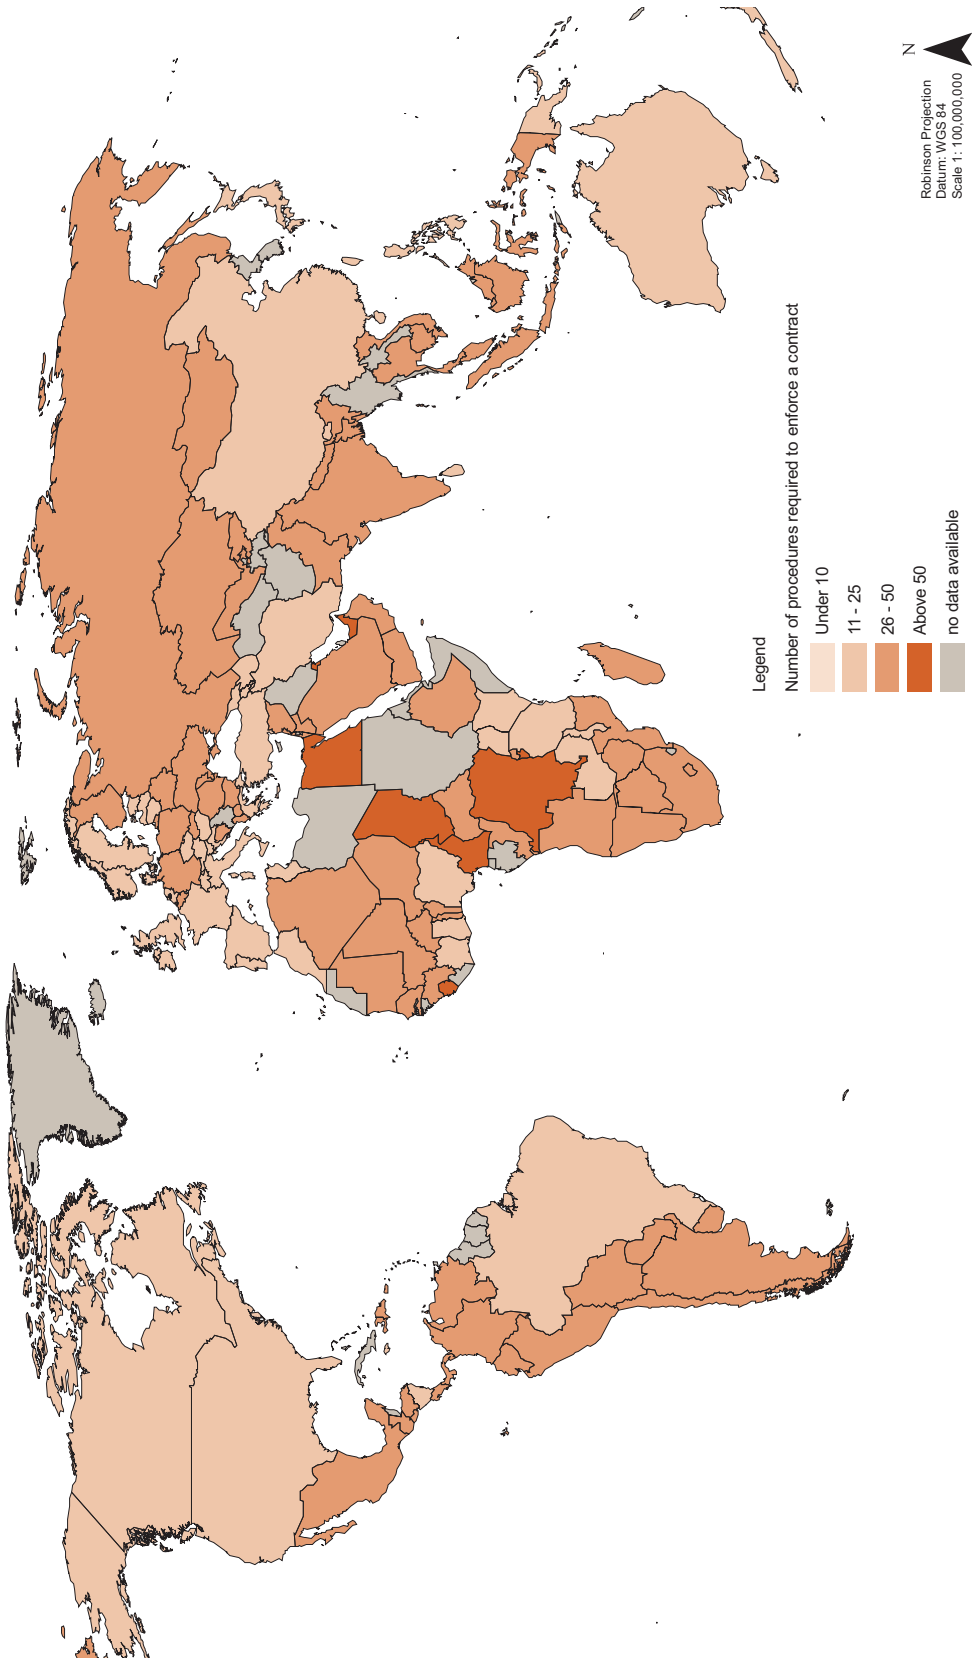 N
Robinson Projection
Datum: WGS 84
Scale 1: 100,000,000
Legend
Number of procedures required to enforce a contract
Under 10
11 - 25
26 - 50
Above 50
no data available